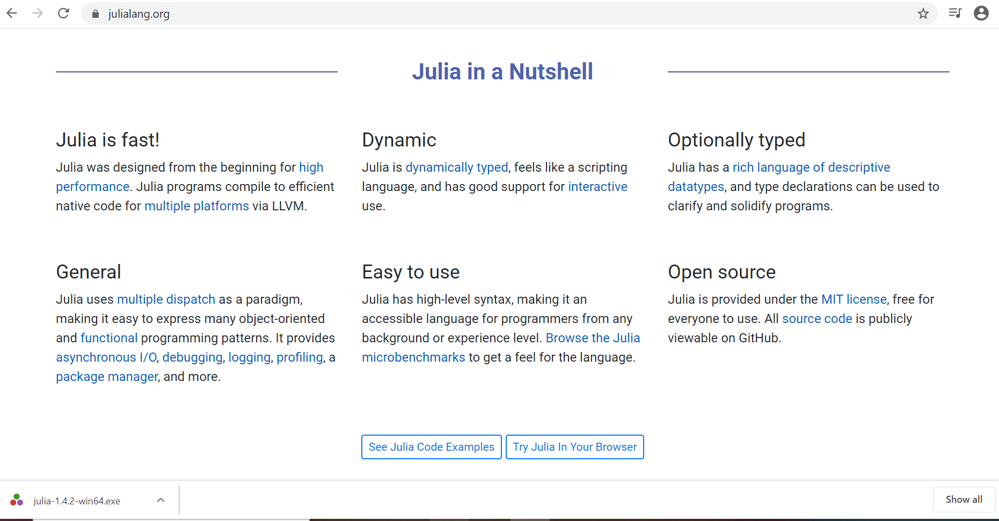 julialang.org
Julia in a Nutshell
Julia is fast!
Julia was designed from the beginning for high
performance. Julia programs compile to efficient
native code for multiple platforms via LLVM.
Dynamic
Julia is dynamically typed, feels like a scripting
language, and has good support for interactive
use.
Optionally typed
Julia has a rich language of descriptive
datatypes, and type declarations can be used to
clarify and solidify programs.
General
Julia uses multiple dispatch as a paradigm,
making it easy to express many object-oriented
and functional programming patterns. It provides
asynchronous I/O, debugging, logging, profiling, a
package manager, and more.
Easy to use
Julia has high-level syntax, making it an
accessible language for programmers from any
background or experience level. Browse the Julia
microbenchmarks to get a feel for the language.
Open source
Julia is provided under the MIT license, free for
everyone to use. All source code is publicly
viewable on GitHub.
See Julia Code Examples
Try Julia In Your Browser
julia-1.4.2-win64.exe
Show all